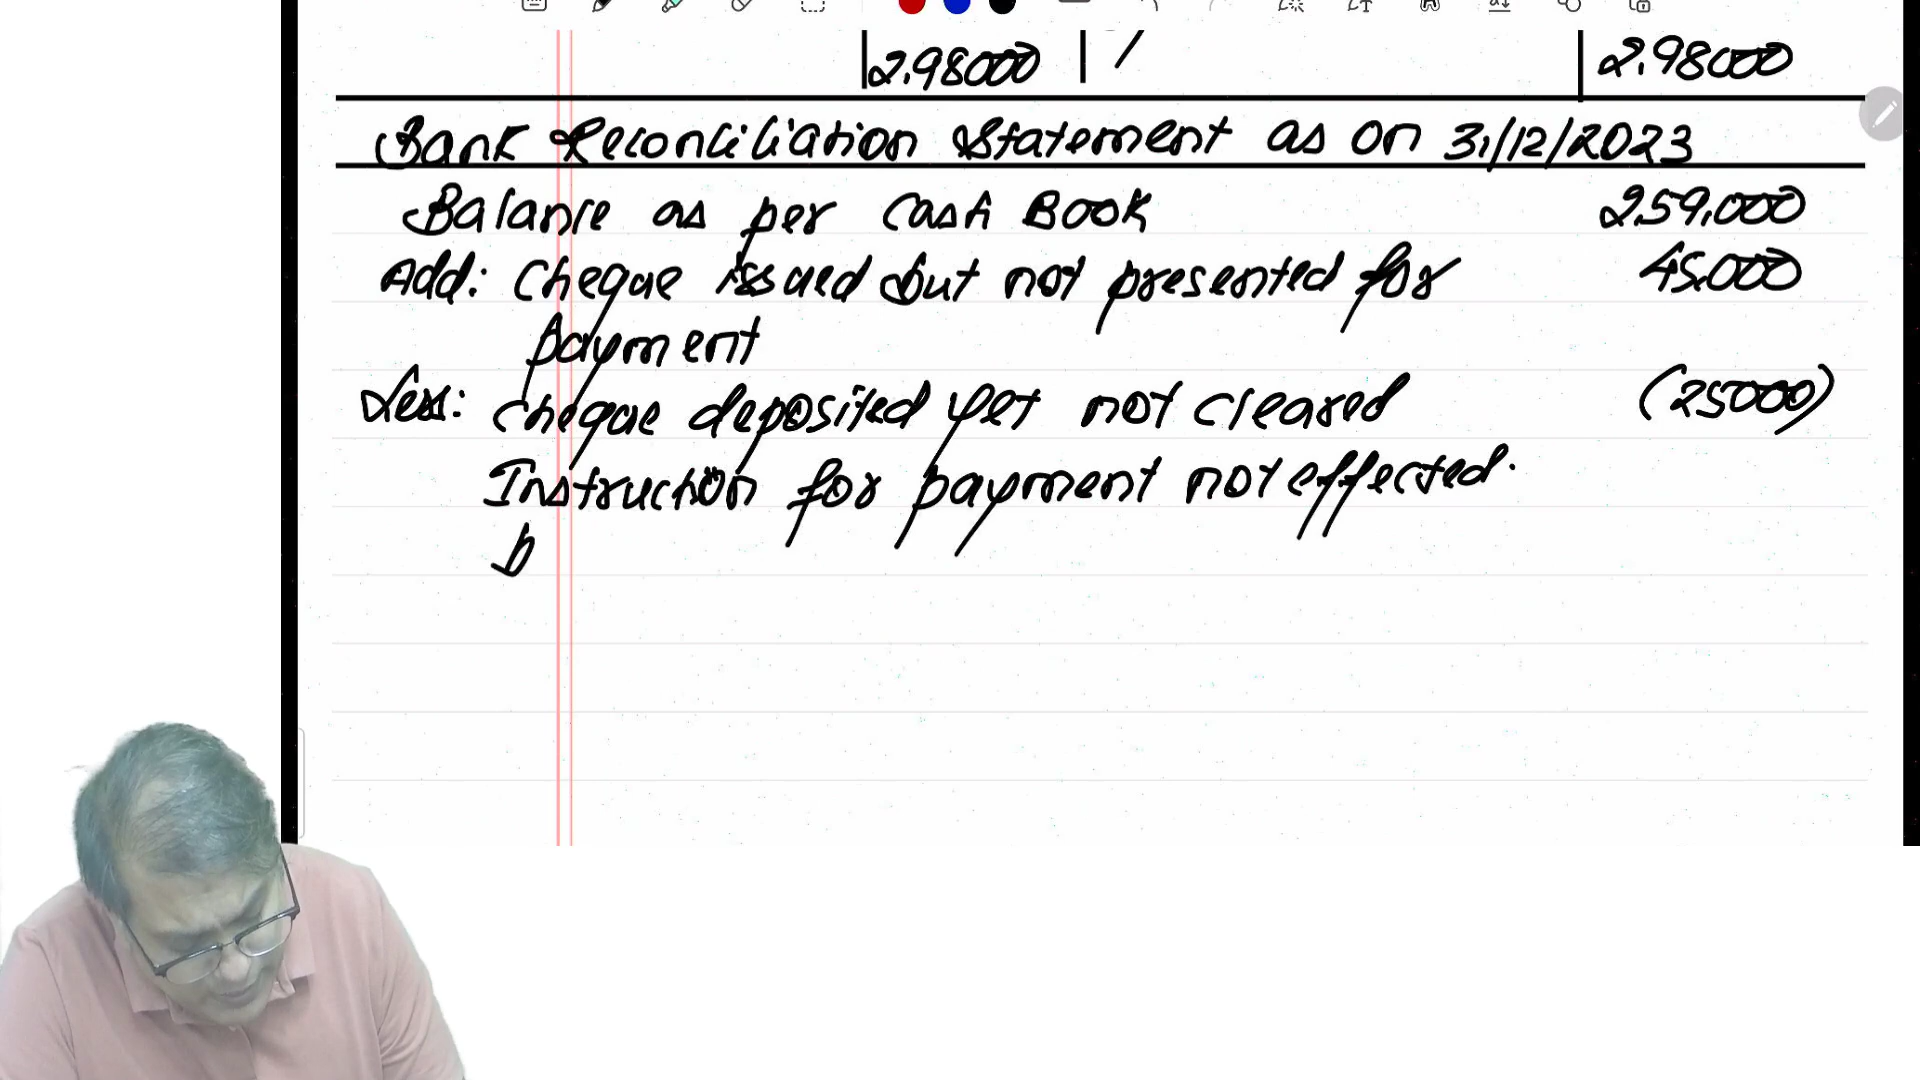 2,98000 2,98000
Bank Reconciliation Statement as on 31/12/2023
Balance as per Cash Book 259,000
Add: Cheque issued but not presented for 45,000
payment
Less: Cheque deposited yet not cleared (25000)
Instruction for payment not effected.
b